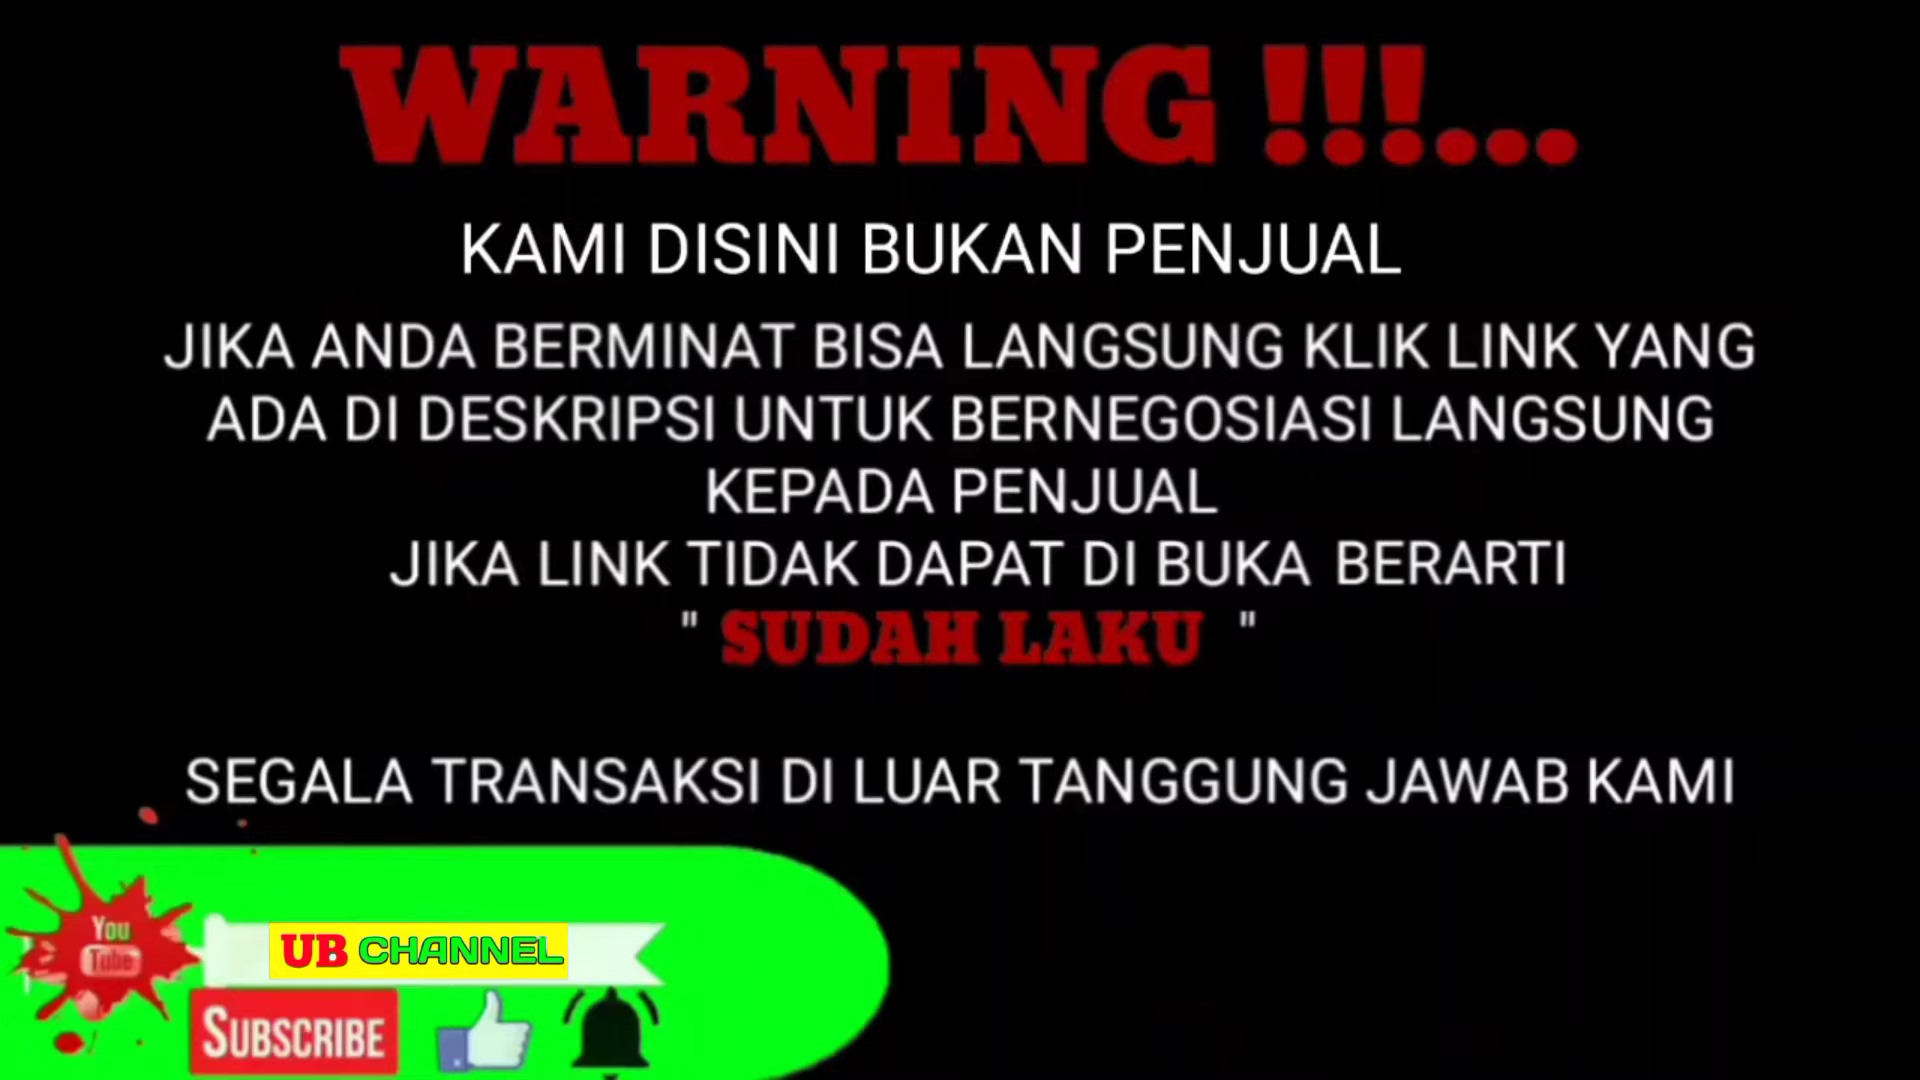 WARNING !!!...
KAMI DISINI BUKAN PENJUAL
JIKA ANDA BERMINAT BISA LANGSUNG KLIK LINK YANG
ADA DI DESKRIPSI UNTUK BERNEGOSIASI LANGSUNG
KEPADA PENJUAL
JIKA LINK TIDAK DAPAT DI BUKA BERARTI
" SUDAH LAKU "
SEGALA TRANSAKSI DI LUAR TANGGUNG JAWAB KAMI
You
Tube
UB CHANNEL
SUBSCRIBE